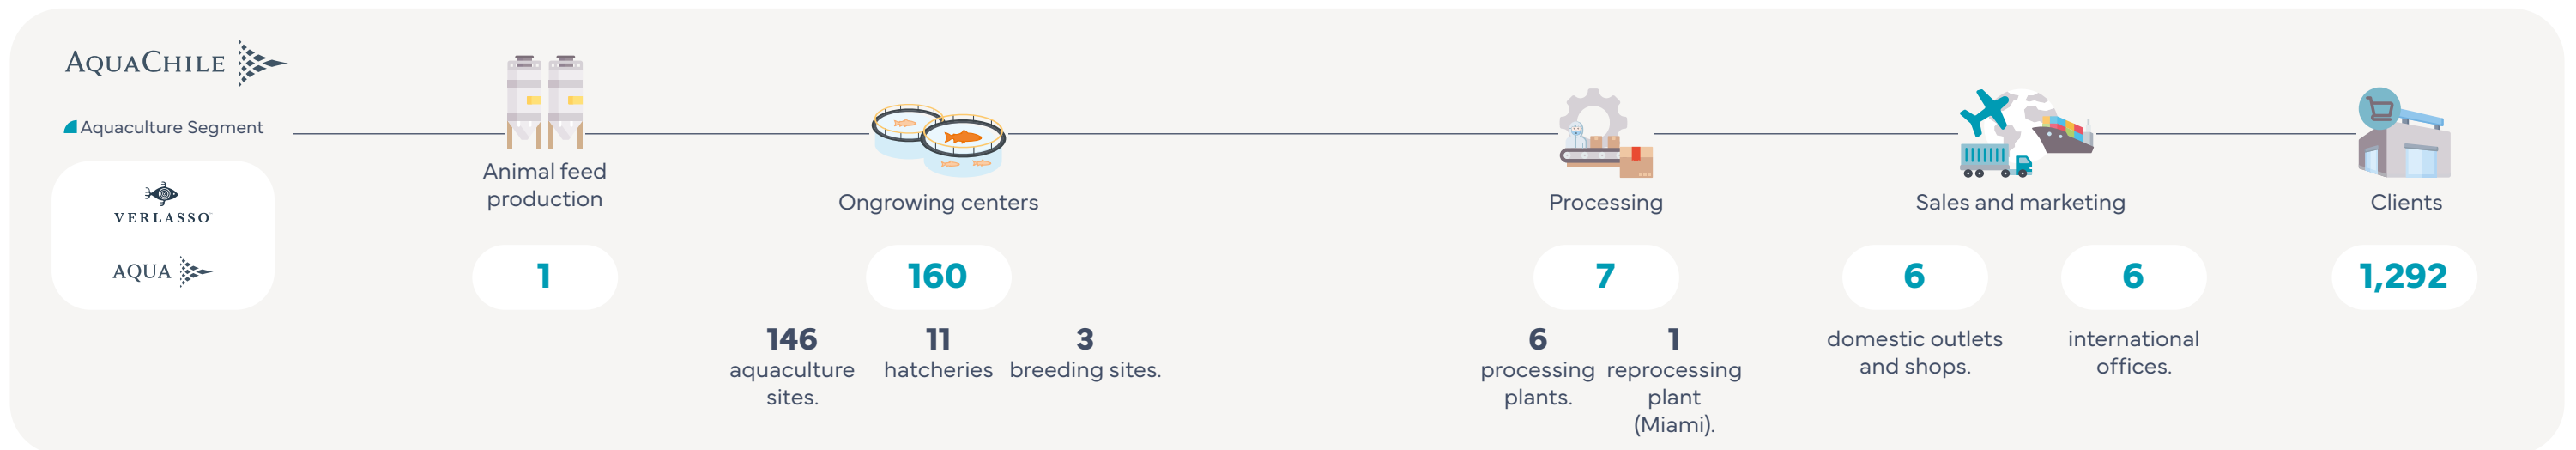 AQUACHILE
Aquaculture Segment
VERLASSO
AQUA
Animal feed
production
1
Ongrowing centers
160
146
aquaculture
sites.
11
hatcheries
3
breeding sites.
Processing
7
6
processing
plants.
1
reprocessing
plant
(Miami).
Sales and marketing
6
domestic outlets
and shops.
6
international
offices.
Clients
1,292